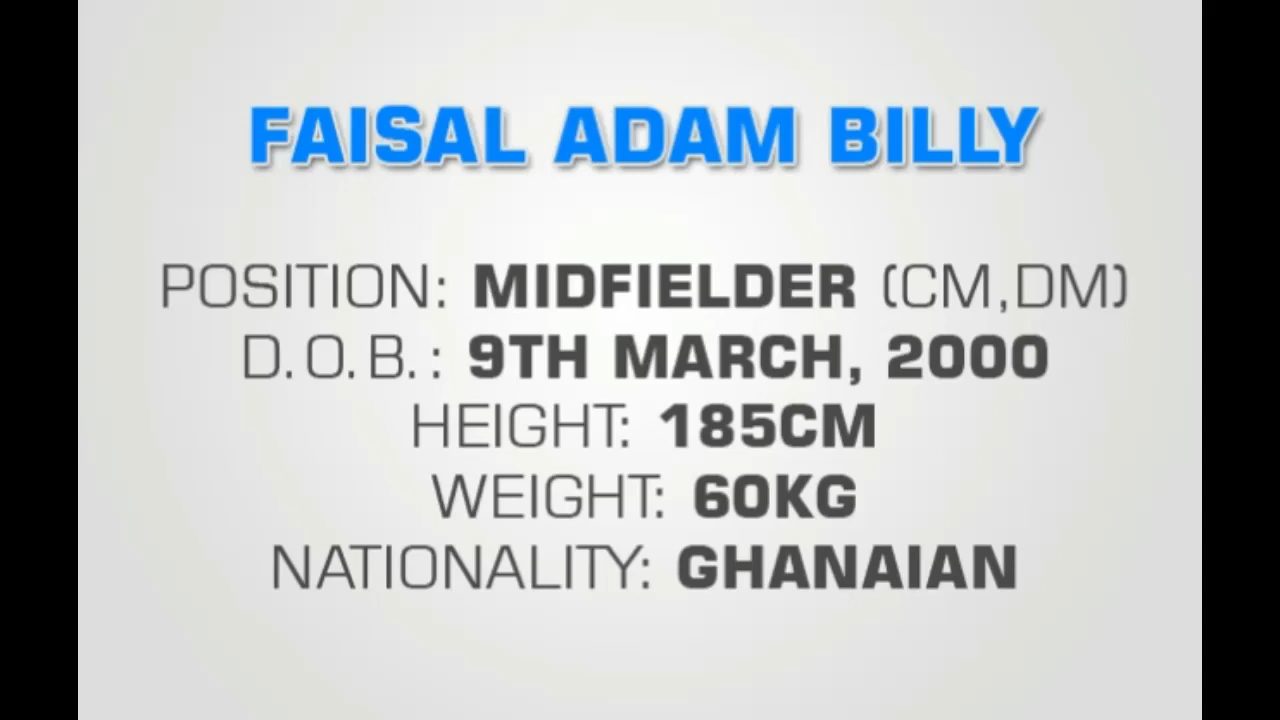 FAISAL ADAM BILLY
POSITION: MIDFIELDER (CM,DM)
D.O.B.: 9TH MARCH, 2000
HEIGHT: 185CM
WEIGHT: 60KG
NATIONALITY: GHANAIAN